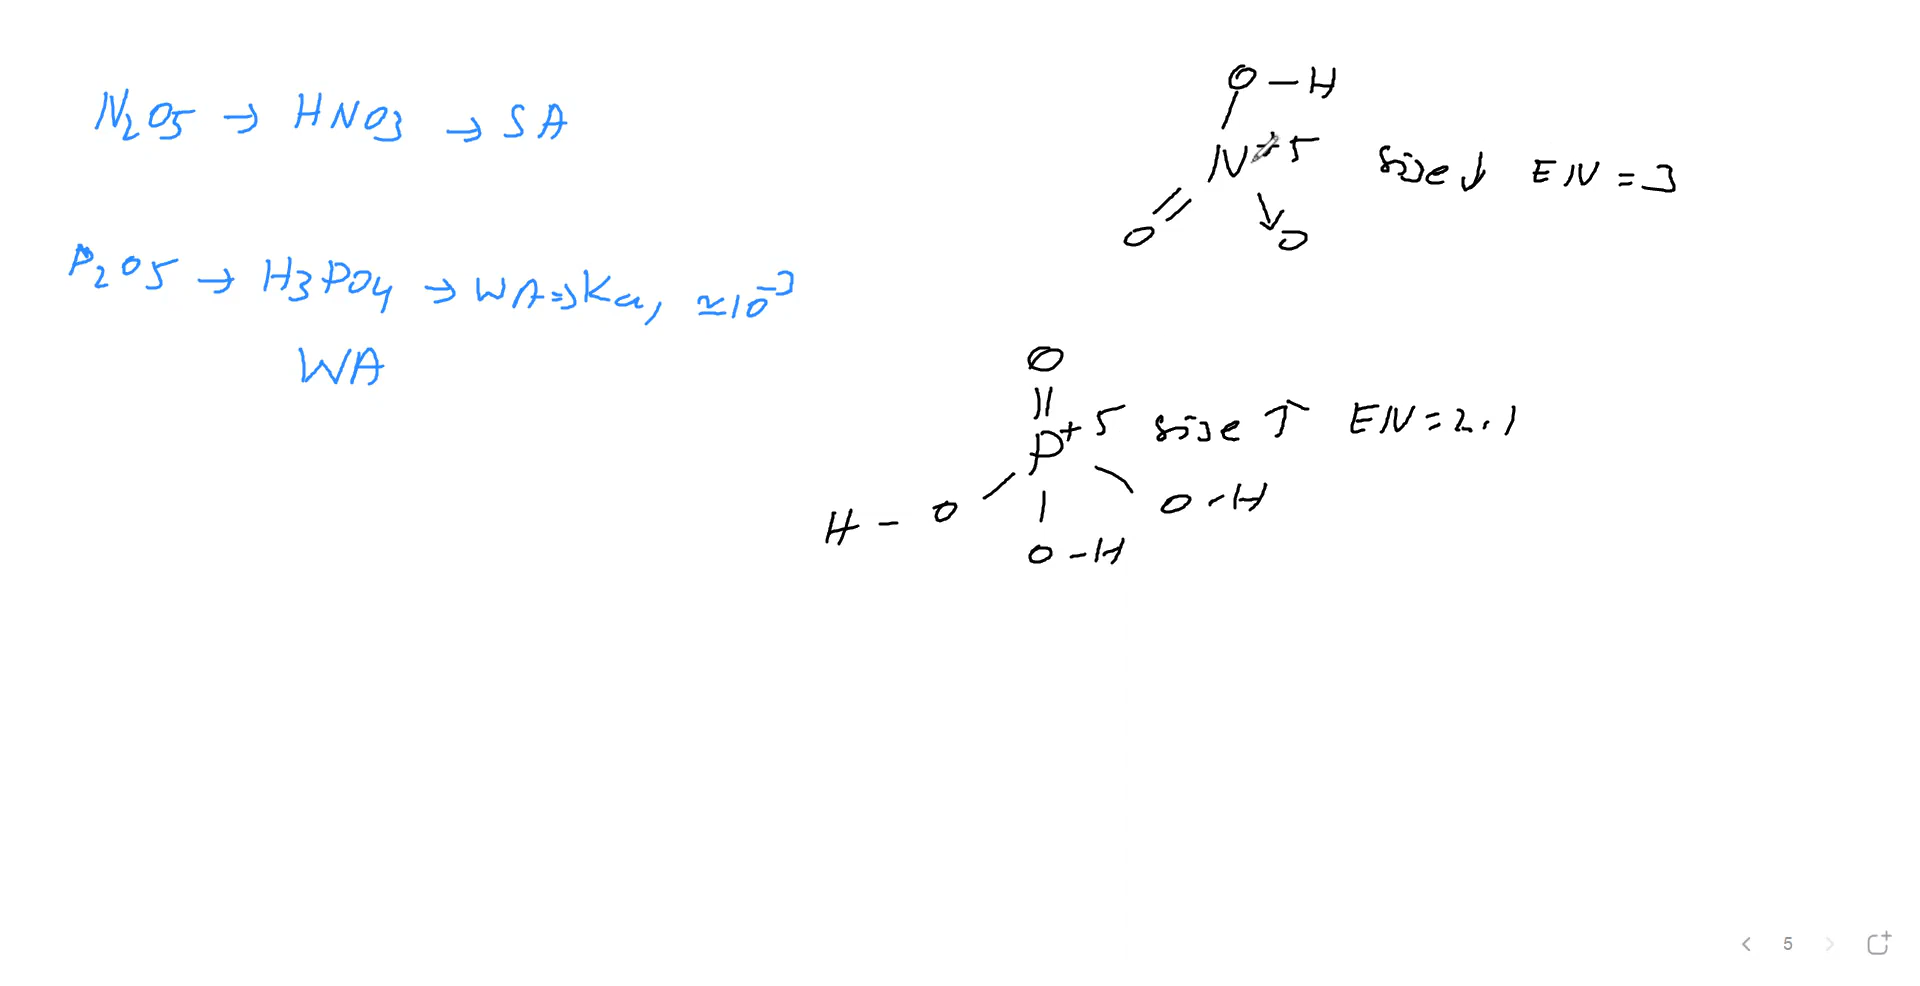 N2O5 → HNO3 → SA
P2O5 → H3PO4 → WA ⇒ Ka1 ≃ 10^-3
WA
O - H
N+5 size ↓ EN = 3
O O
O
P+5 size ↑ EN = 2.1
H - O O - H
O - H
5